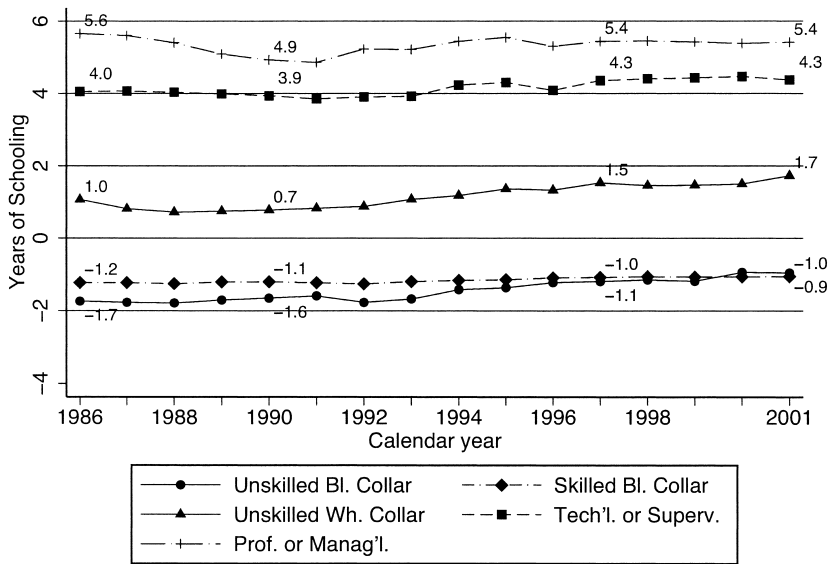 Years of Schooling
6
4
2
0
−2
−4
5.6 4.9 5.4 5.4
4.0 3.9 4.3 4.3
1.0 0.7 1.5 1.7
−1.2 −1.1 −1.0 −1.0
−1.7 −1.6 −1.1 −0.9
1986 1988 1990 1992 1994 1996 1998 2001
Calendar year
Unskilled Bl. Collar Skilled Bl. Collar
Unskilled Wh. Collar Tech'l. or Superv.
Prof. or Manag'l.